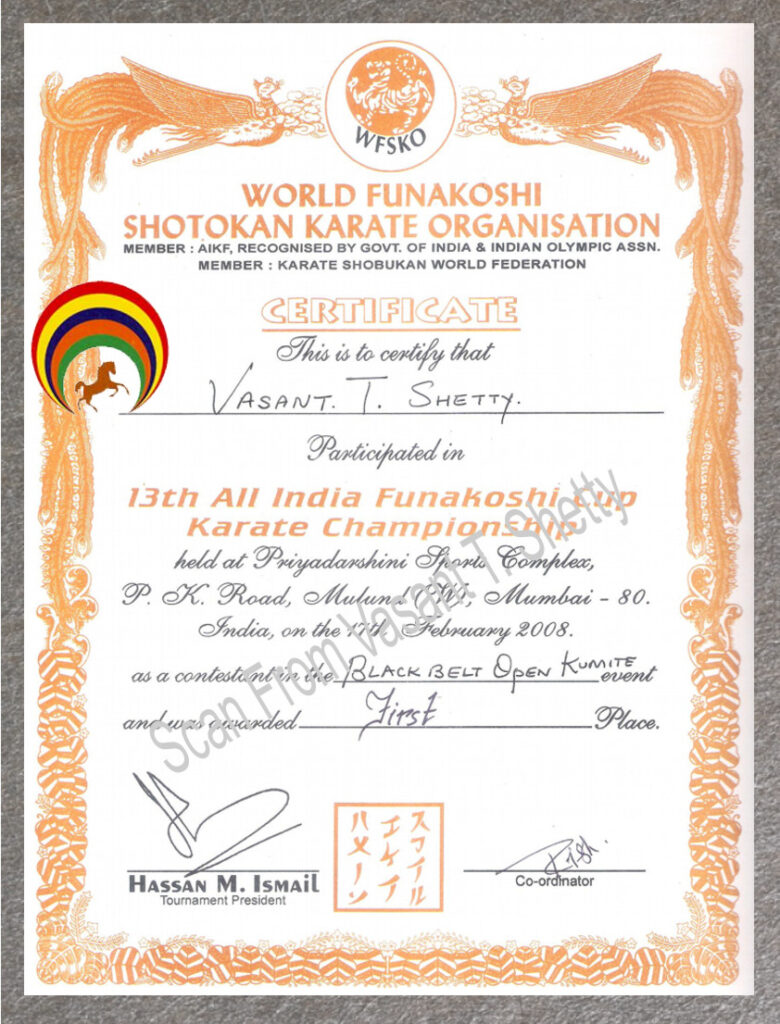 WFSKO
WORLD FUNAKOSHI
SHOTOKAN KARATE ORGANISATION
MEMBER : AIKF, RECOGNISED BY GOVT. OF INDIA & INDIAN OLYMPIC ASSN.
MEMBER : KARATE SHOBUKAN WORLD FEDERATION
CERTIFICATE
This is to certify that
VASANT. T. SHETTY.
Participated in
13th All India Funakoshi Cup
Karate Championship
held at Priyadarshini Sports Complex,
P. K. Road, Mulund (W), Mumbai - 80.
India, on the 17th February 2008.
as a contestant in the BLACK BELT OPEN KUMITE event
and was awarded First Place.
Scan From Vasant T. Shetty
スマイル
エケイ
ハメーソ
HASSAN M. ISMAIL
Tournament President
Co-ordinator